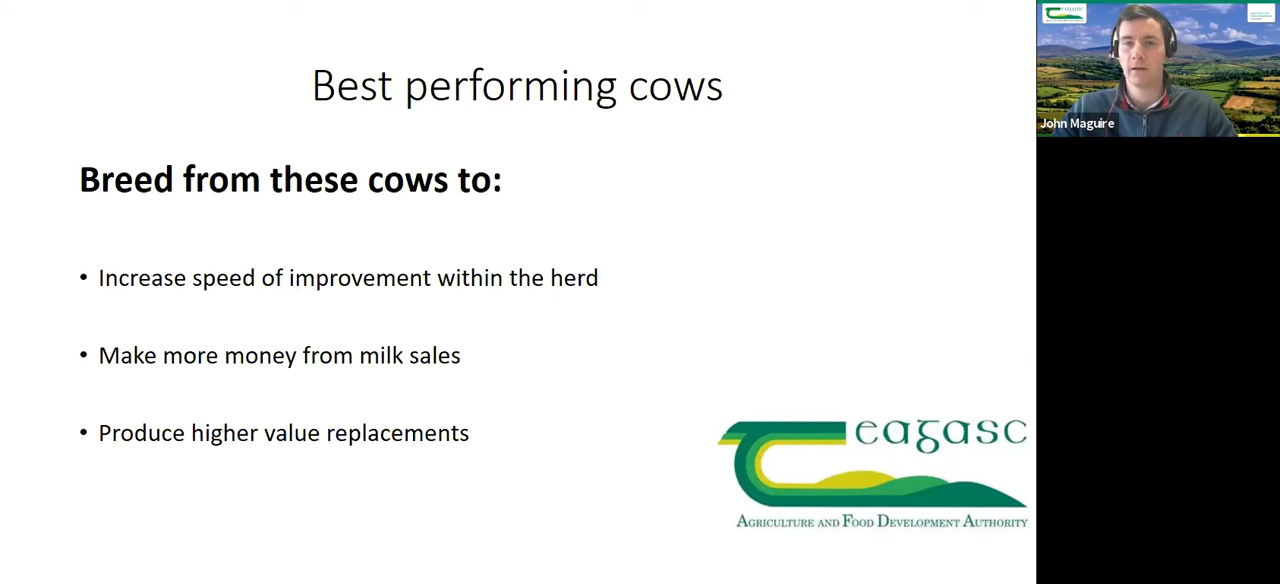 Best performing cows
Breed from these cows to:
• Increase speed of improvement within the herd
• Make more money from milk sales
• Produce higher value replacements
eagasc
AGRICULTURE AND FOOD DEVELOPMENT AUTHORITY
John Maguire